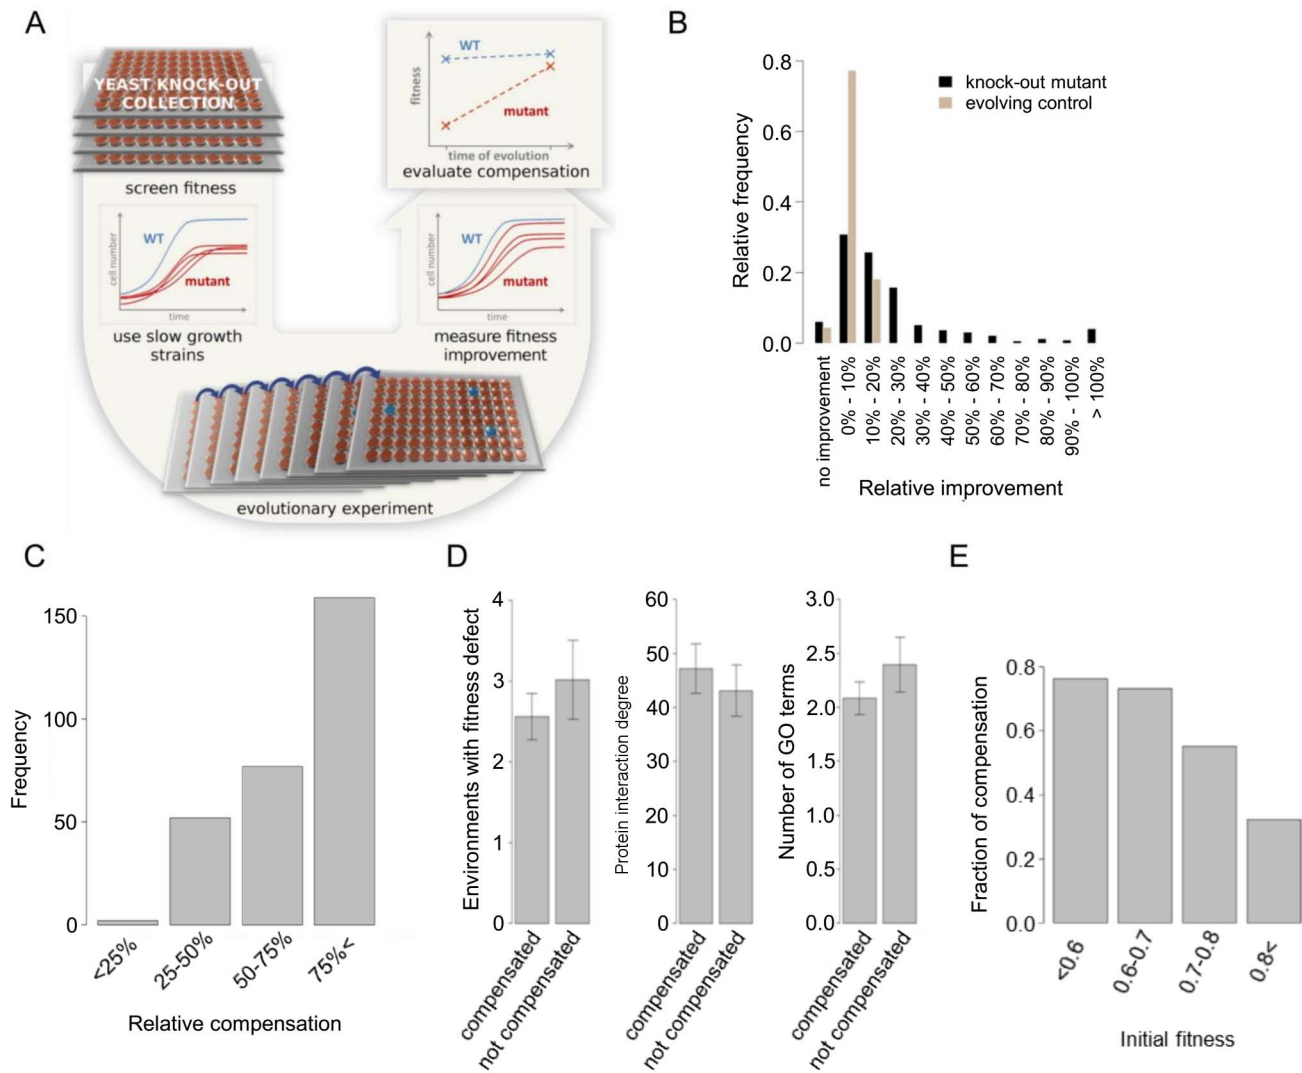 A
YEAST KNOCK-OUT
COLLECTION
screen fitness
cell number
WT
mutant
time
use slow growth
strains
evolutionary experiment
fitness
WT
mutant
time of evolution
evaluate compensation
cell number
WT
mutant
time
measure fitness
improvement
B
Relative frequency
0.8
0.6
0.4
0.2
0.0
knock-out mutant
evolving control
no improvement
0% - 10%
10% - 20%
20% - 30%
30% - 40%
40% - 50%
50% - 60%
60% - 70%
70% - 80%
80% - 90%
90% - 100%
> 100%
Relative improvement
C
Frequency
150
100
50
0
<25%
25-50%
50-75%
75%<
Relative compensation
D
Environments with fitness defect
4
3
2
1
0
compensated
not compensated
Protein interaction degree
60
50
40
30
20
10
0
compensated
not compensated
Number of GO terms
3.0
2.5
2.0
1.5
1.0
0.5
0.0
compensated
not compensated
E
Fraction of compensation
0.8
0.6
0.4
0.2
0.0
<0.6
0.6-0.7
0.7-0.8
0.8<
Initial fitness